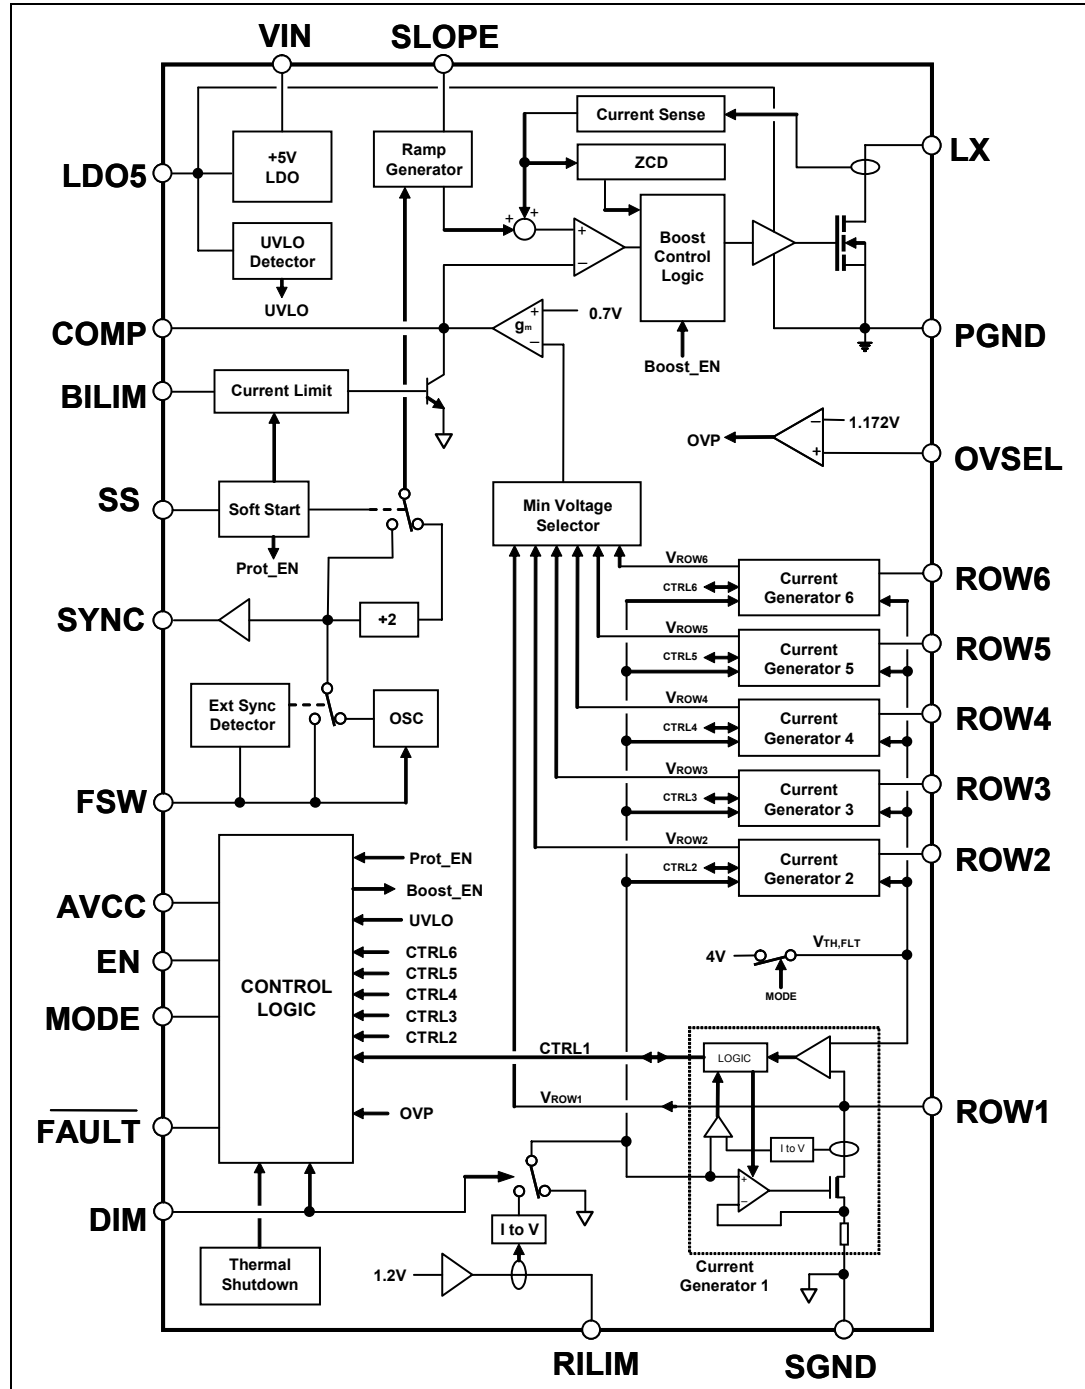 VIN
SLOPE
LDO5
+5V
LDO
Ramp
Generator
Current Sense
ZCD
LX
UVLO
Detector
UVLO
+
+
+
−
Boost
Control
Logic
COMP
gm
+
−
0.7V
Boost_EN
PGND
BILIM
Current Limit
OVP
−
+
1.172V
OVSEL
SS
Soft Start
Prot_EN
Min Voltage
Selector
SYNC
+2
VROW6
CTRL6
Current
Generator 6
ROW6
VROW5
CTRL5
Current
Generator 5
ROW5
Ext Sync
Detector
OSC
VROW4
CTRL4
Current
Generator 4
ROW4
FSW
VROW3
CTRL3
Current
Generator 3
ROW3
VROW2
CTRL2
Current
Generator 2
ROW2
AVCC
EN
MODE
FAULT
DIM
CONTROL
LOGIC
Prot_EN
Boost_EN
UVLO
CTRL6
CTRL5
CTRL4
CTRL3
CTRL2
CTRL1
OVP
4V
VTH,FLT
MODE
LOGIC
VROW1
ROW1
I to V
+
−
I to V
Thermal
Shutdown
1.2V
Current
Generator 1
RILIM
SGND